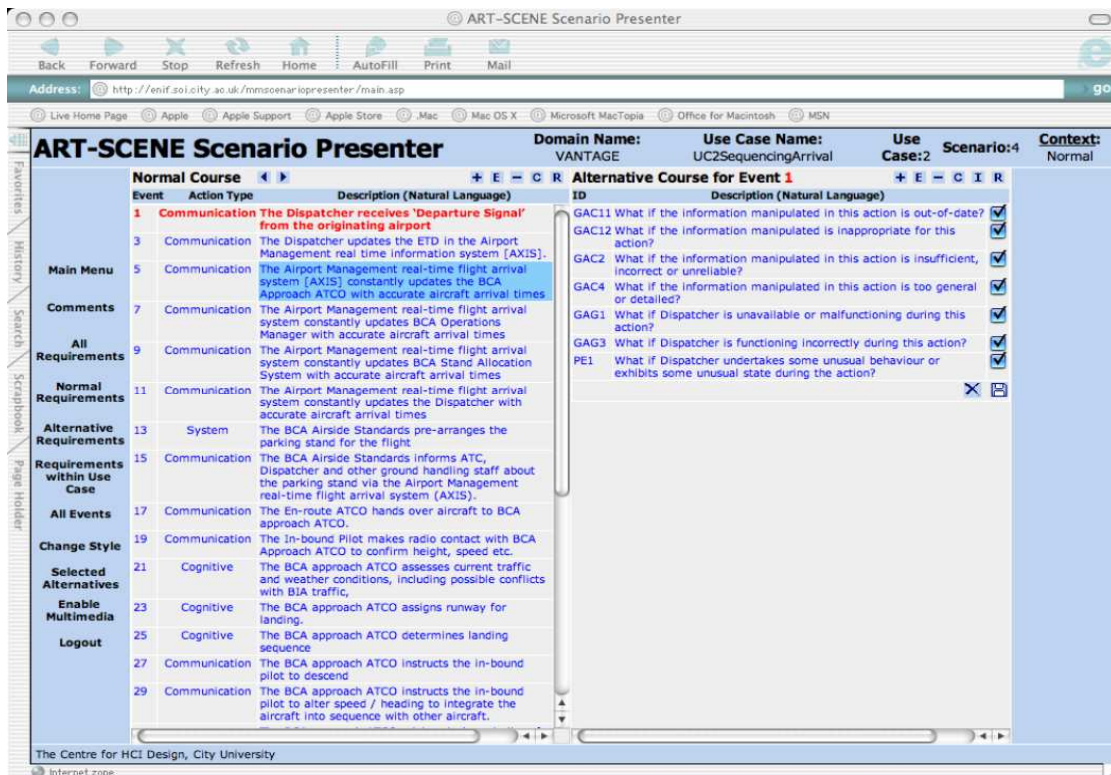 ART-SCENE Scenario Presenter
Back Forward Stop Refresh Home AutoFill Print Mail
Address: http://enif.soi.city.ac.uk/mmscenariopresenter/main.asp go
Live Home Page Apple Apple Support Apple Store .Mac Mac OS X Microsoft MacTopia Office for Macintosh MSN
Favorites
History
Search
Scrapbook
Page Holder
ART-SCENE Scenario Presenter
Domain Name:
VANTAGE
Use Case Name:
UC2SequencingArrival
Use
Case:2
Scenario:4
Context:
Normal
Main Menu
Comments
All
Requirements
Normal
Requirements
Alternative
Requirements
Requirements
within Use
Case
All Events
Change Style
Selected
Alternatives
Enable
Multimedia
Logout
Normal Course + E − C R
Event Action Type Description (Natural Language)
1 Communication The Dispatcher receives ‘Departure Signal’
from the originating airport
3 Communication The Dispatcher updates the ETD in the Airport
Management real time information system [AXIS].
5 Communication The Airport Management real-time flight arrival
system [AXIS] constantly updates the BCA
Approach ATCO with accurate aircraft arrival times
7 Communication The Airport Management real-time flight arrival
system constantly updates BCA Operations
Manager with accurate aircraft arrival times
9 Communication The Airport Management real-time flight arrival
system constantly updates BCA Stand Allocation
System with accurate aircraft arrival times
11 Communication The Airport Management real-time flight arrival
system constantly updates the Dispatcher with
accurate aircraft arrival times
13 System The BCA Airside Standards pre-arranges the
parking stand for the flight
15 Communication The BCA Airside Standards informs ATC,
Dispatcher and other ground handling staff about
the parking stand via the Airport Management
real-time flight arrival system (AXIS).
17 Communication The En-route ATCO hands over aircraft to BCA
approach ATCO.
19 Communication The In-bound Pilot makes radio contact with BCA
Approach ATCO to confirm height, speed etc.
21 Cognitive The BCA approach ATCO assesses current traffic
and weather conditions, including possible conflicts
with BIA traffic,
23 Cognitive The BCA approach ATCO assigns runway for
landing.
25 Cognitive The BCA approach ATCO determines landing
sequence
27 Communication The BCA approach ATCO instructs the in-bound
pilot to descend
29 Communication The BCA approach ATCO instructs the in-bound
pilot to alter speed / heading to integrate the
aircraft into sequence with other aircraft.
Alternative Course for Event 1 + E − C I R
ID Description (Natural Language)
GAC11 What if the information manipulated in this action is out-of-date?
GAC12 What if the information manipulated is inappropriate for this
action?
GAC2 What if the information manipulated in this action is insufficient,
incorrect or unreliable?
GAC4 What if the information manipulated in this action is too general
or detailed?
GAG1 What if Dispatcher is unavailable or malfunctioning during this
action?
GAG3 What if Dispatcher is functioning incorrectly during this action?
PE1 What if Dispatcher undertakes some unusual behaviour or
exhibits some unusual state during the action?
The Centre for HCI Design, City University
Internet zone